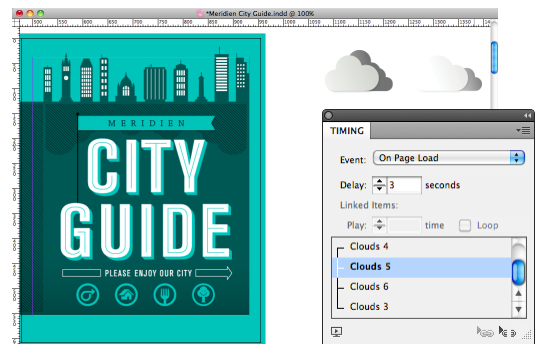 *Meridien City Guide.indd @ 100%
500 550 600 650 700 750 800 850 900 950 1000 1050 1100 1150 1200 1250 1300 1350
MERIDIEN
CITY
GUIDE
PLEASE ENJOY OUR CITY
TIMING
Event: On Page Load
Delay: 3 seconds
Linked Items:
Play: time Loop
Clouds 4
Clouds 5
Clouds 6
Clouds 3